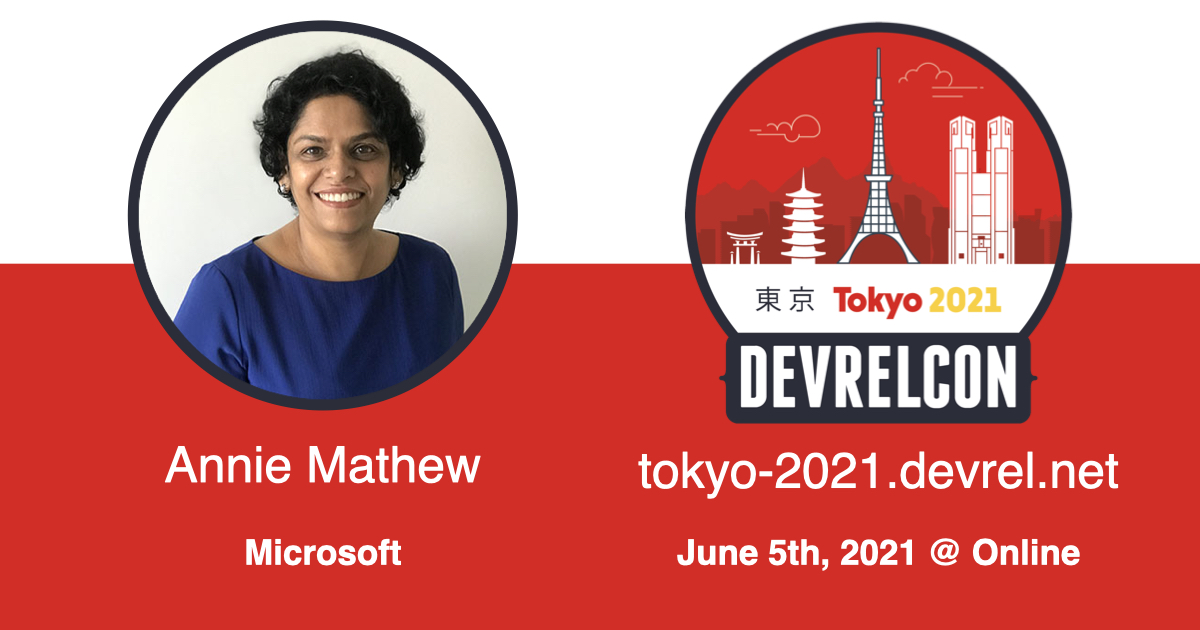 東京 Tokyo 2021
DEVRELCON
Annie Mathew
tokyo-2021.devrel.net
Microsoft
June 5th, 2021 @ Online